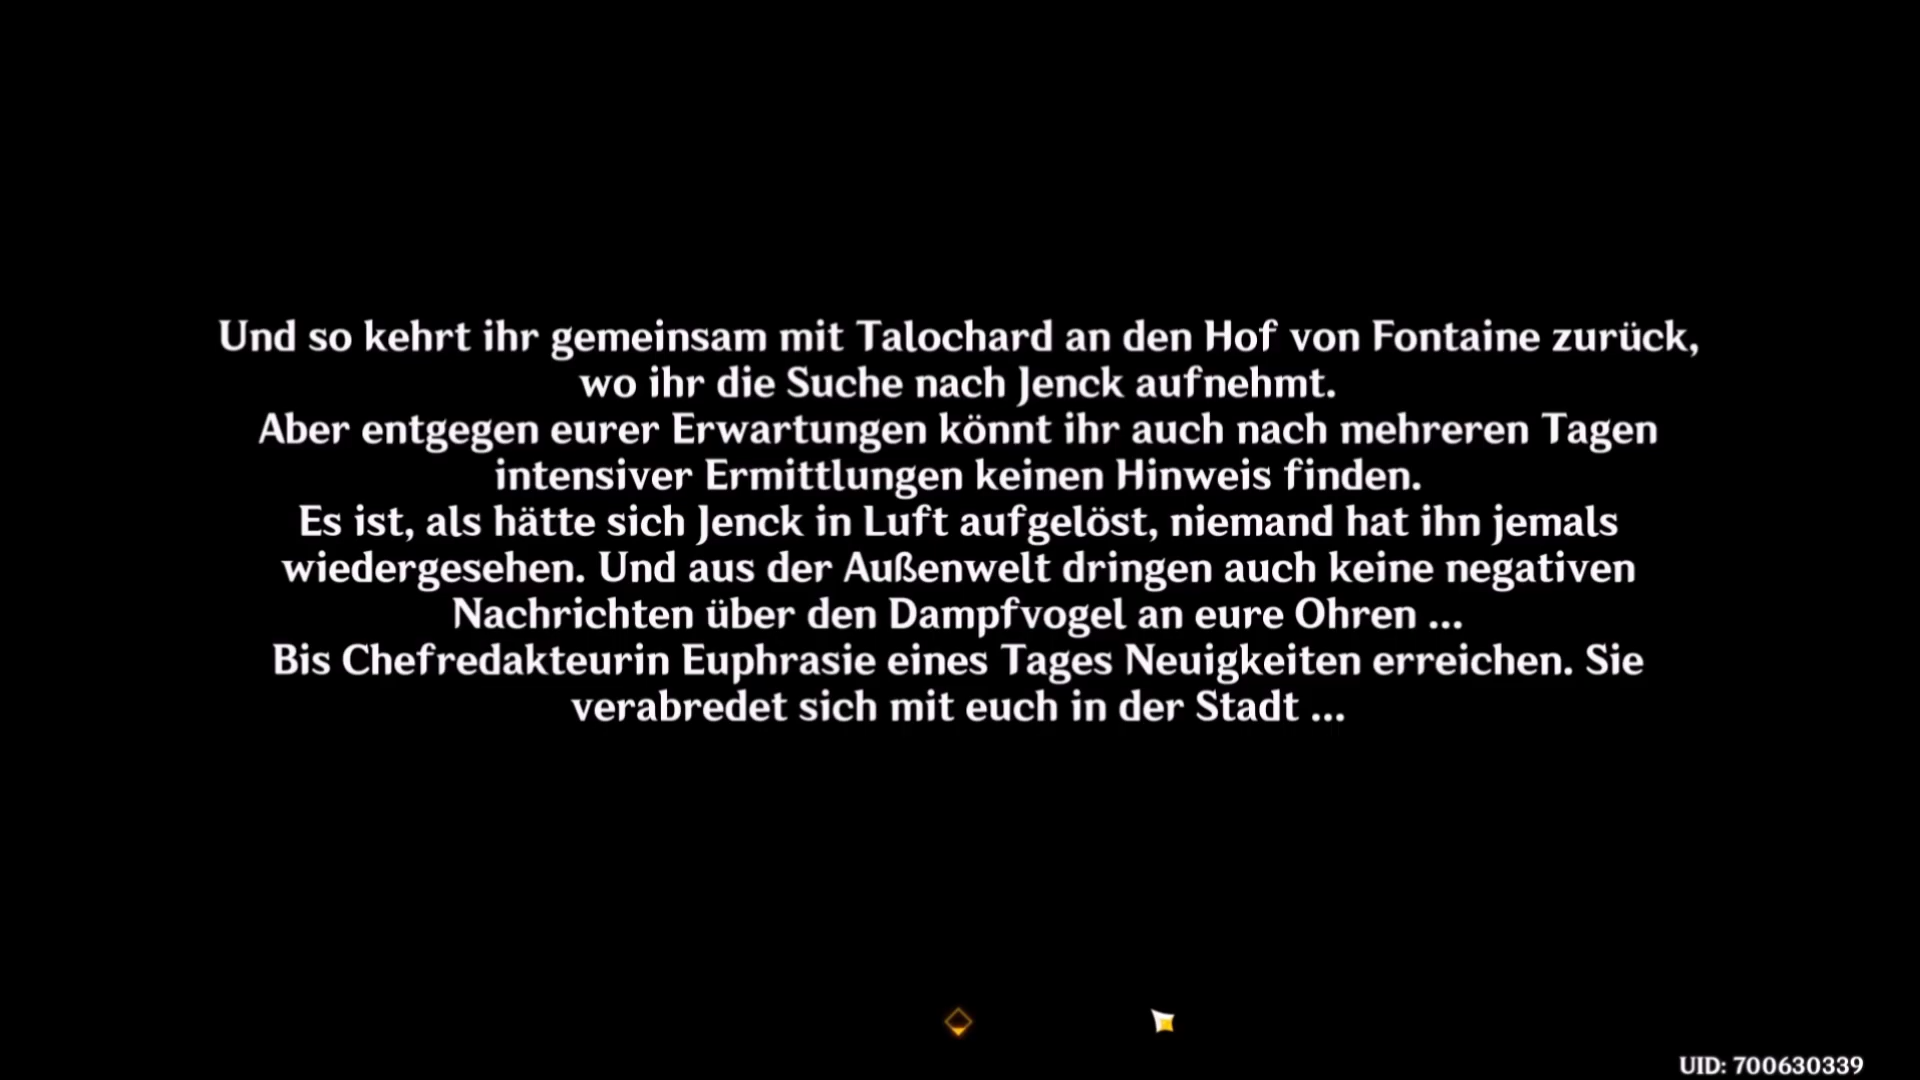 Und so kehrt ihr gemeinsam mit Talochard an den Hof von Fontaine zurück,
wo ihr die Suche nach Jenck aufnehmt.
Aber entgegen eurer Erwartungen könnt ihr auch nach mehreren Tagen
intensiver Ermittlungen keinen Hinweis finden.
Es ist, als hätte sich Jenck in Luft aufgelöst, niemand hat ihn jemals
wiedergesehen. Und aus der Außenwelt dringen auch keine negativen
Nachrichten über den Dampfvogel an eure Ohren ...
Bis Chefredakteurin Euphrasie eines Tages Neuigkeiten erreichen. Sie
verabredet sich mit euch in der Stadt ...
UID: 700630339